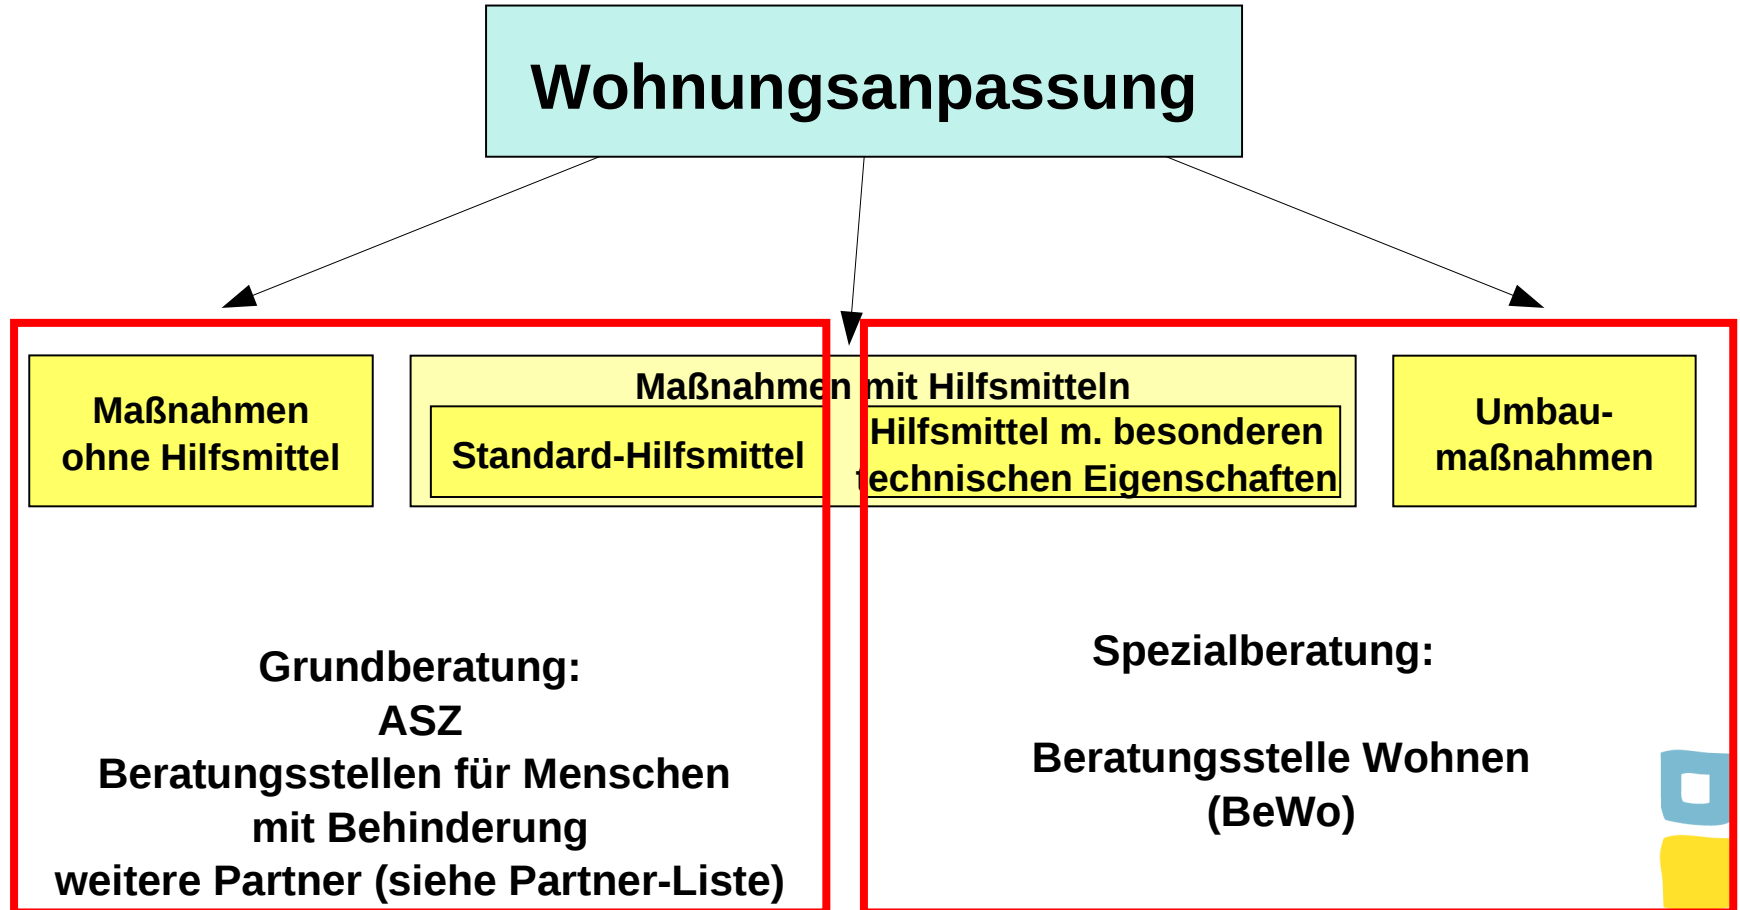 Wohnungsanpassung
Maßnahmen
ohne Hilfsmittel
Maßnahmen mit Hilfsmitteln
Standard-Hilfsmittel
Hilfsmittel m. besonderen
technischen Eigenschaften
Umbau-
maßnahmen
Grundberatung:
ASZ
Beratungsstellen für Menschen
mit Behinderung
weitere Partner (siehe Partner-Liste)
Spezialberatung:
Beratungsstelle Wohnen
(BeWo)